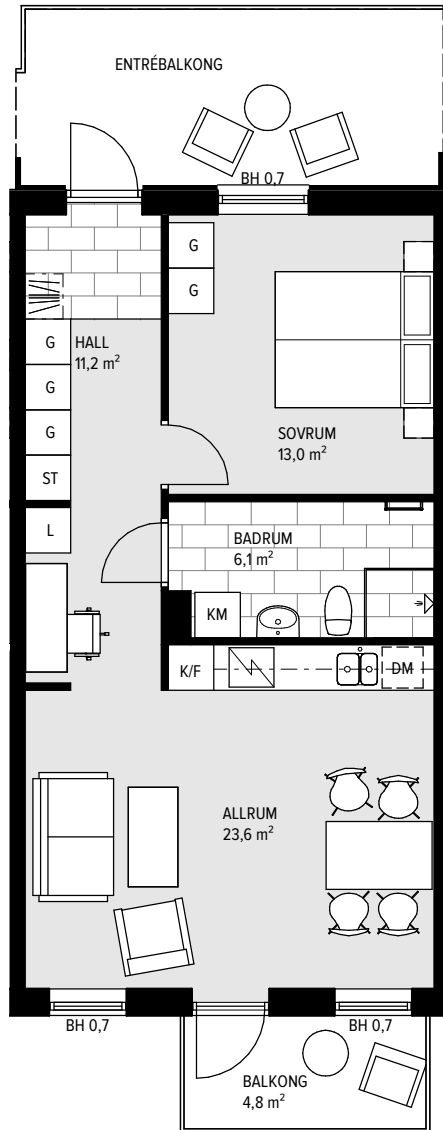 ENTRÉBALKONG
BH 0,7
G
G
G
HALL
11,2 m²
G
G
SOVRUM
13,0 m²
ST
L
BADRUM
6,1 m²
KM
K/F
DM
ALLRUM
23,6 m²
BH 0,7
BH 0,7
BALKONG
4,8 m²